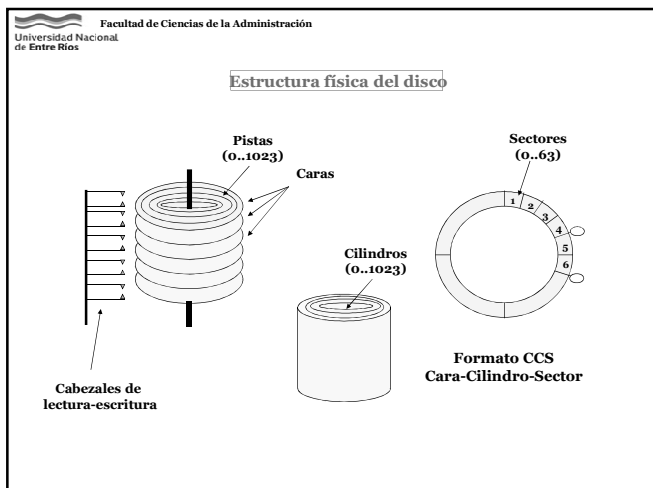 Facultad de Ciencias de la Administración
Universidad Nacional
de Entre Ríos
Estructura física del disco
Pistas
(0..1023)
Caras
Sectores
(0..63)
1
2
3
4
5
6
Cilindros
(0..1023)
Formato CCS
Cara-Cilindro-Sector
Cabezales de
lectura-escritura